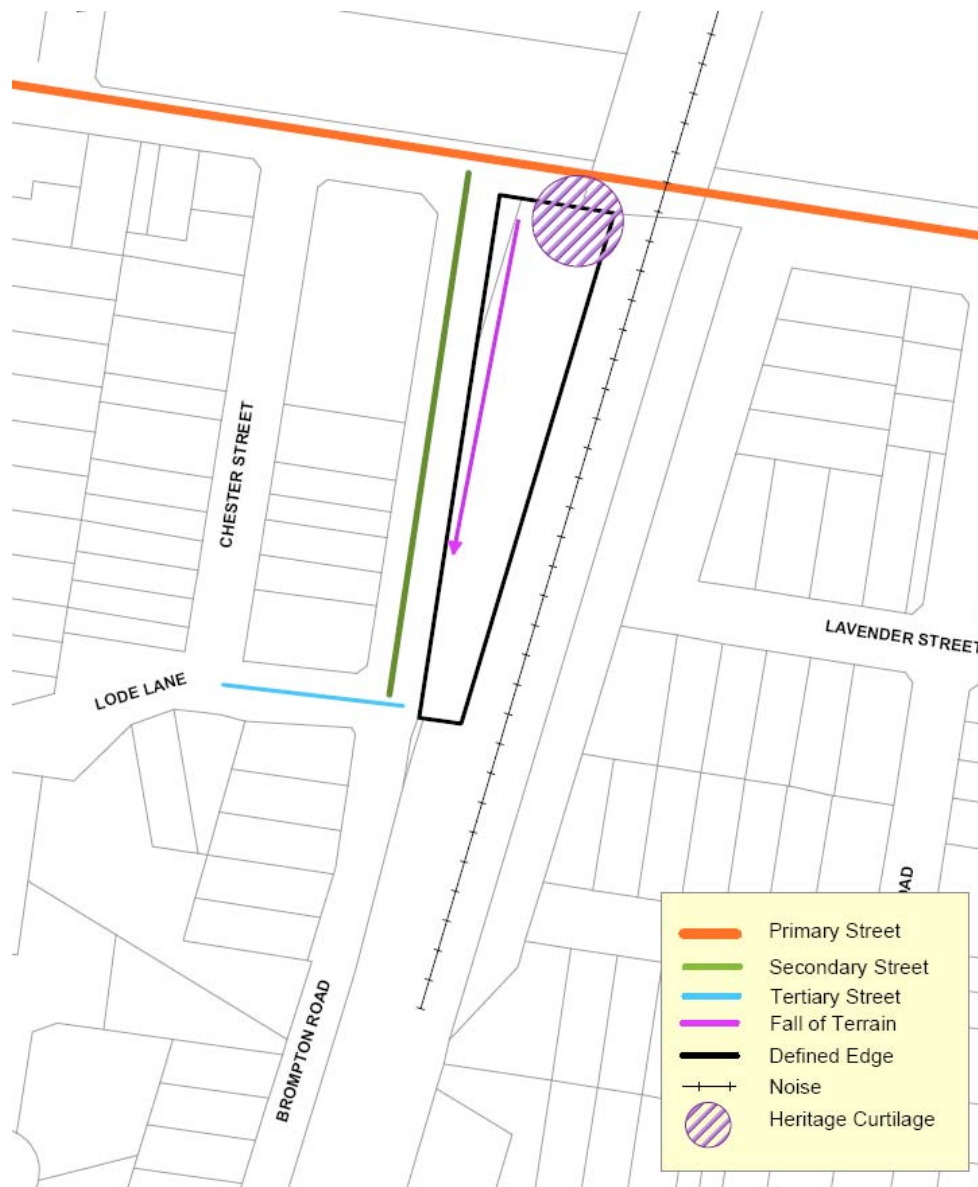 CHESTER STREET
LAVENDER STREET
LODE LANE
BROMPTON ROAD
Primary Street
Secondary Street
Tertiary Street
Fall of Terrain
Defined Edge
Noise
Heritage Curtilage